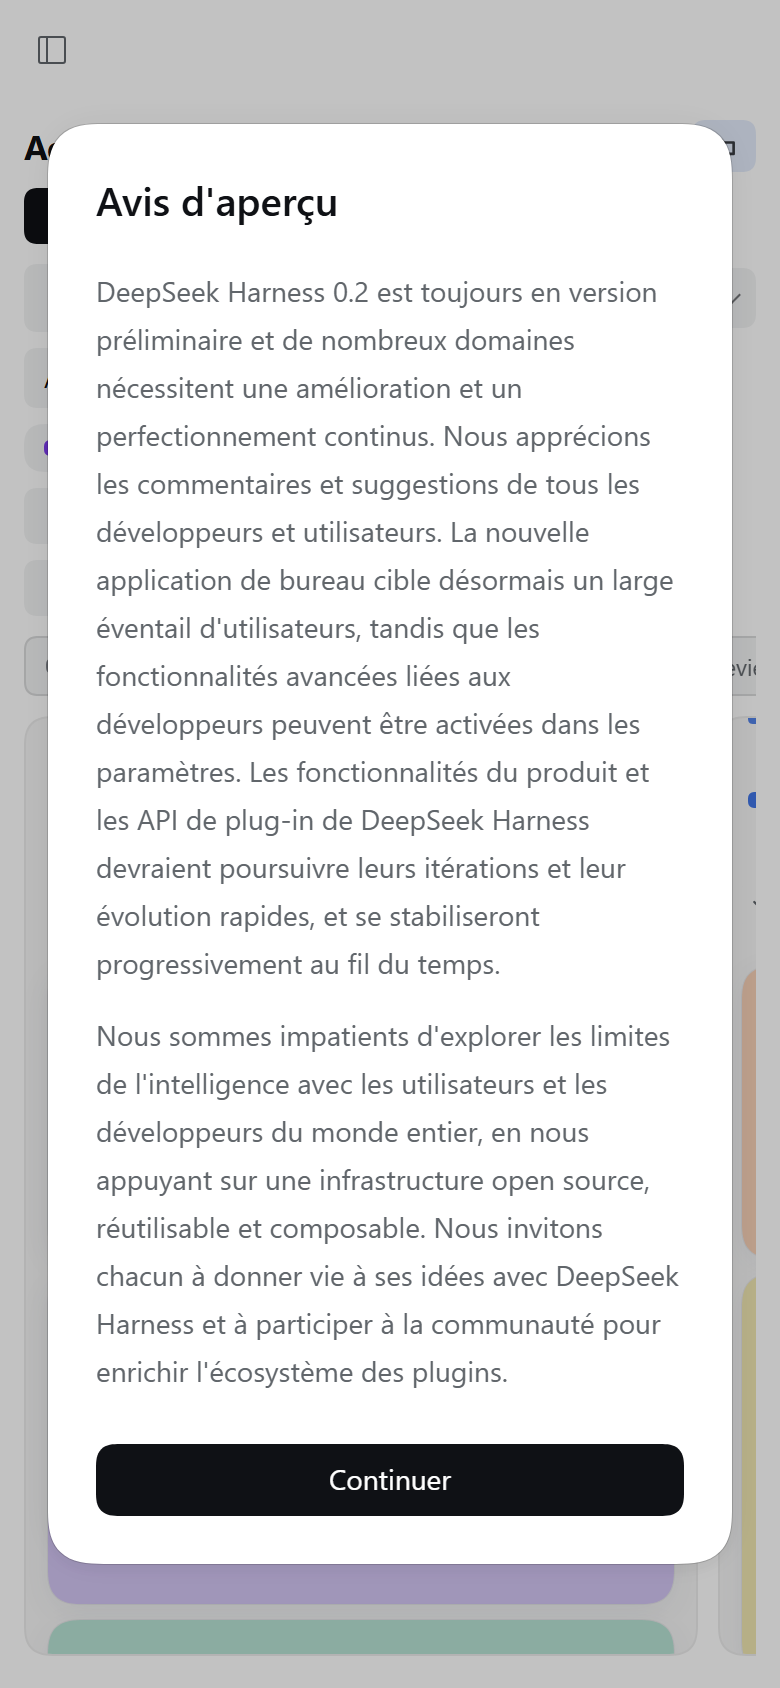 Avis d'aperçu
DeepSeek Harness 0.2 est toujours en version
préliminaire et de nombreux domaines
nécessitent une amélioration et un
perfectionnement continus. Nous apprécions
les commentaires et suggestions de tous les
développeurs et utilisateurs. La nouvelle
application de bureau cible désormais un large
éventail d'utilisateurs, tandis que les
fonctionnalités avancées liées aux
développeurs peuvent être activées dans les
paramètres. Les fonctionnalités du produit et
les API de plug-in de DeepSeek Harness
devraient poursuivre leurs itérations et leur
évolution rapides, et se stabiliseront
progressivement au fil du temps.
Nous sommes impatients d'explorer les limites
de l'intelligence avec les utilisateurs et les
développeurs du monde entier, en nous
appuyant sur une infrastructure open source,
réutilisable et composable. Nous invitons
chacun à donner vie à ses idées avec DeepSeek
Harness et à participer à la communauté pour
enrichir l'écosystème des plugins.
Continuer